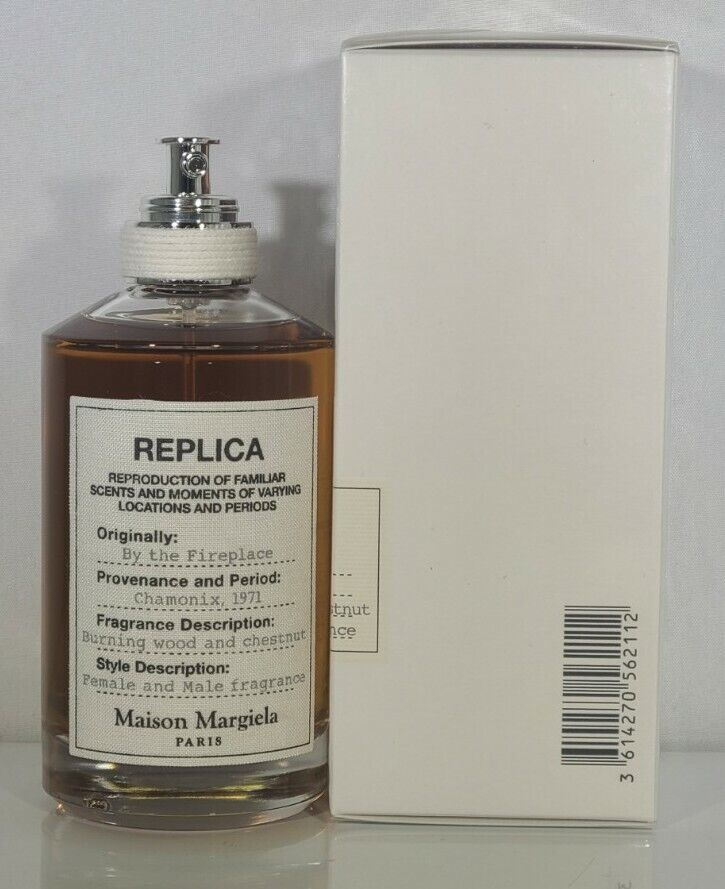 REPLICA
REPRODUCTION OF FAMILIAR
SCENTS AND MOMENTS OF VARYING
LOCATIONS AND PERIODS
Originally:
By the Fireplace
Provenance and Period:
Chamonix, 1971
Fragrance Description:
Burning wood and chestnut
Style Description:
Female and Male fragrance
Maison Margiela
PARIS
stnut
nce
3 614270 562112